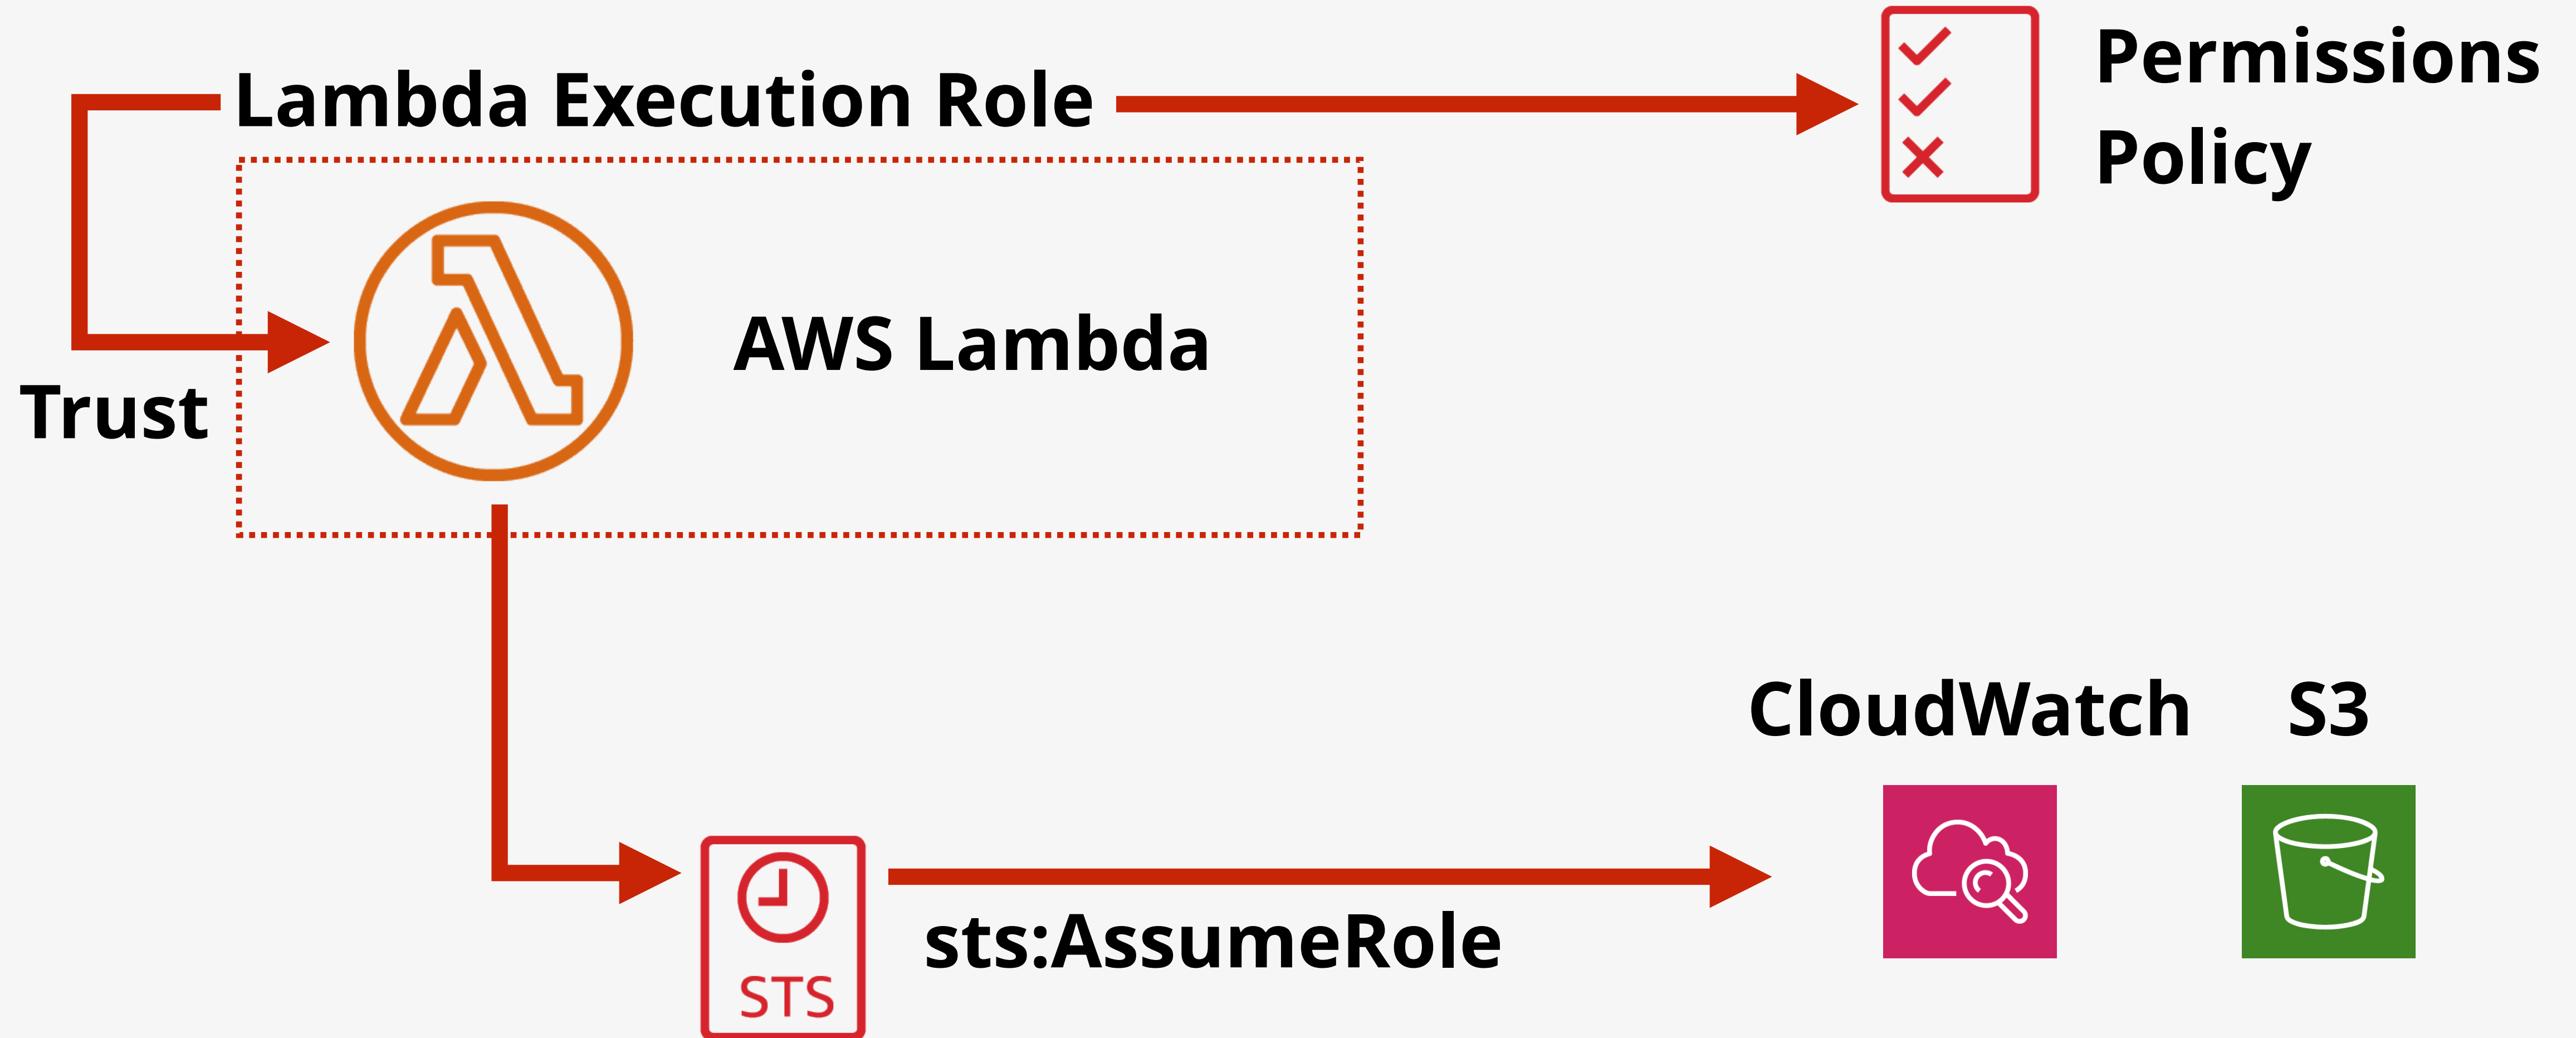 Lambda Execution Role
Permissions
Policy
AWS Lambda
Trust
CloudWatch
S3
sts:AssumeRole
STS